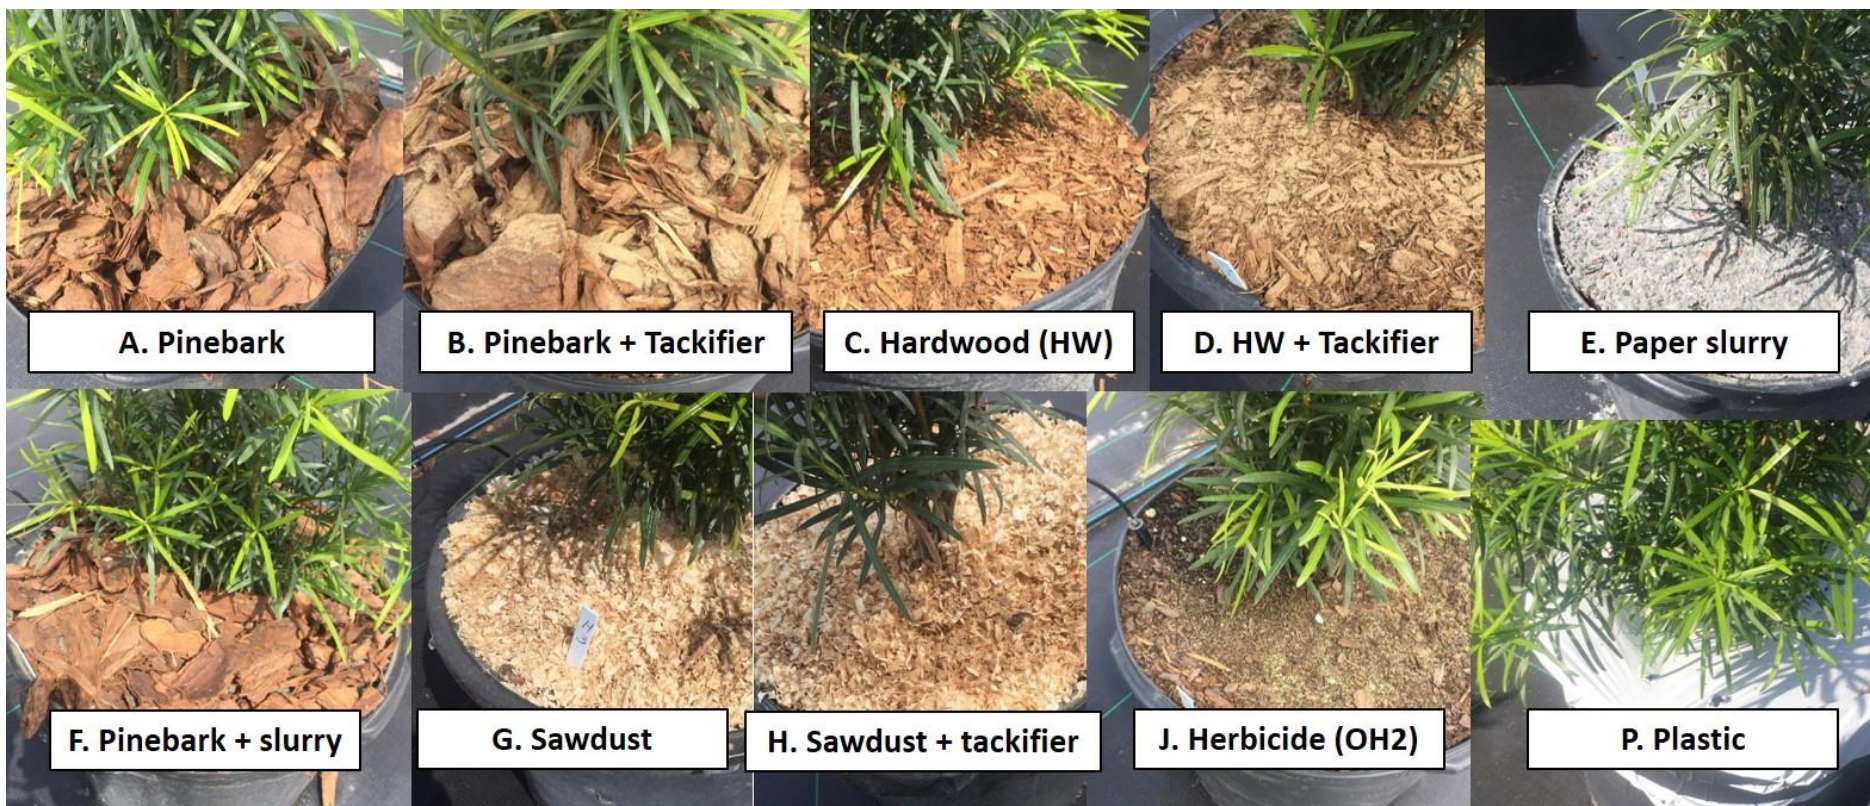 A. Pinebark
B. Pinebark + Tackifier
C. Hardwood (HW)
D. HW + Tackifier
E. Paper slurry
F. Pinebark + slurry
G. Sawdust
H. Sawdust + tackifier
J. Herbicide (OH2)
P. Plastic